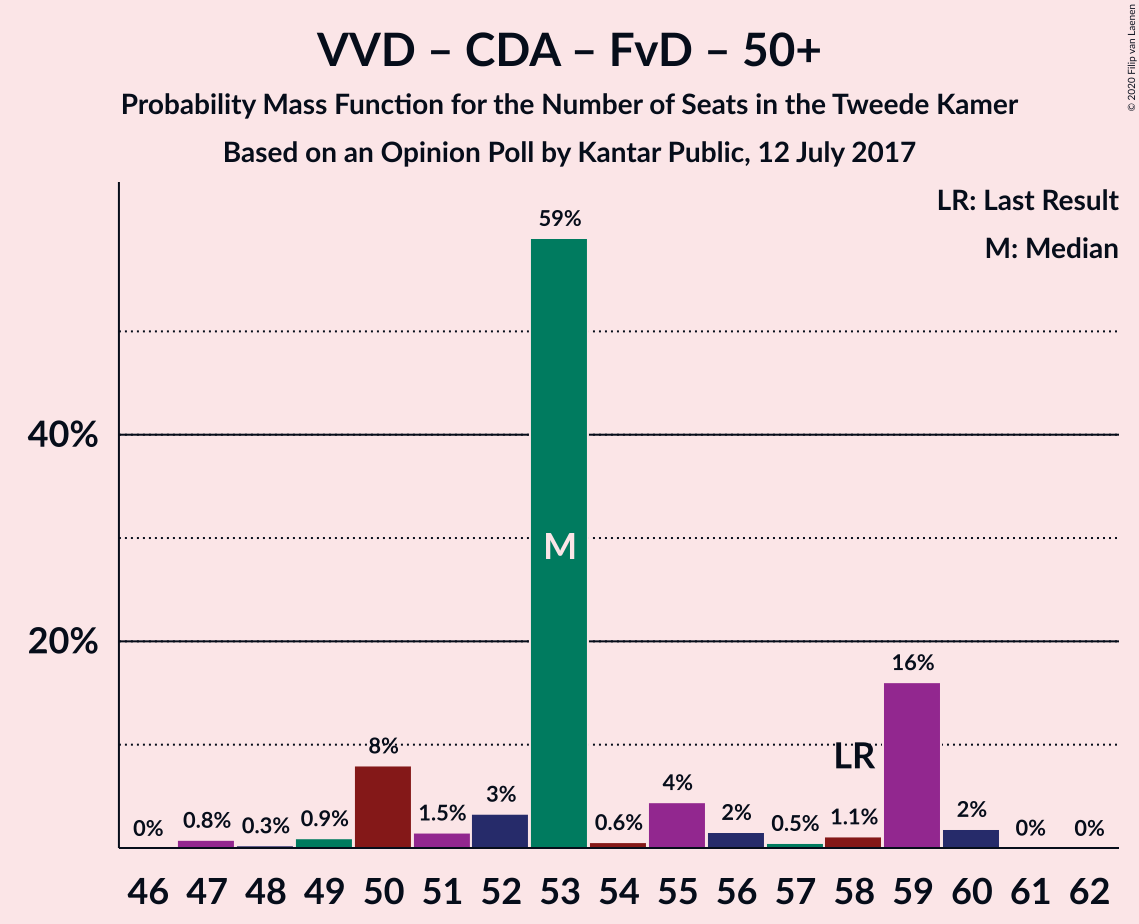 VVD – CDA – FvD – 50+
Probability Mass Function for the Number of Seats in the Tweede Kamer
Based on an Opinion Poll by Kantar Public, 12 July 2017
© 2020 Filip van Laenen
LR: Last Result
M: Median
40%
20%
0%
0.8%
0.3%
0.9%
8%
1.5%
3%
59%
0.6%
4%
2%
0.5%
1.1%
16%
2%
0%
0%
M
LR
46 47 48 49 50 51 52 53 54 55 56 57 58 59 60 61 62